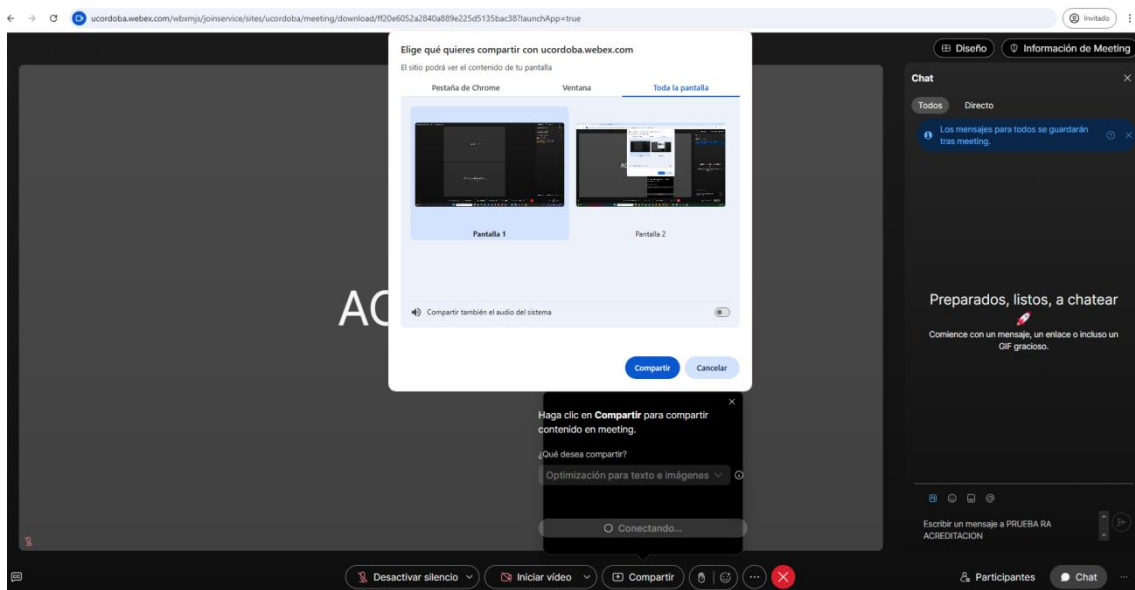 ucordoba.webex.com/wbxmjs/joinservice/sites/ucordoba/meeting/download/ff20e6052a2840a889e225d5135bac38?launchApp=true
Invitado
Elige qué quieres compartir con ucordoba.webex.com
El sitio podrá ver el contenido de tu pantalla
Pestaña de Chrome
Ventana
Toda la pantalla
Pantalla 1
Pantalla 2
Compartir también el audio del sistema
Compartir
Cancelar
AC
Haga clic en Compartir para compartir
contenido en meeting.
¿Qué desea compartir?
Optimización para texto e imágenes
Conectando...
Diseño
Información de Meeting
Chat
Todos
Directo
Los mensajes para todos se guardarán
tras meeting.
Preparados, listos, a chatear
Comience con un mensaje, un enlace o incluso un
GIF gracioso.
Escribir un mensaje a PRUEBA RA
ACREDITACION
CC
Desactivar silencio
Iniciar vídeo
Compartir
Participantes
Chat